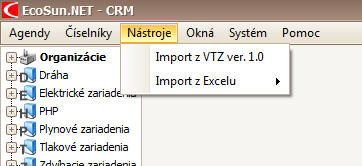 EcoSun.NET - CRM
Agendy Číselníky Nástroje Okná Systém Pomoc
Import z VTZ ver. 1.0
Import z Excelu
Organizácie
Dráha
Elektrické zariadenia
PHP
Plynové zariadenia
Tlakové zariadenia
Zdvíhacie zariadenia